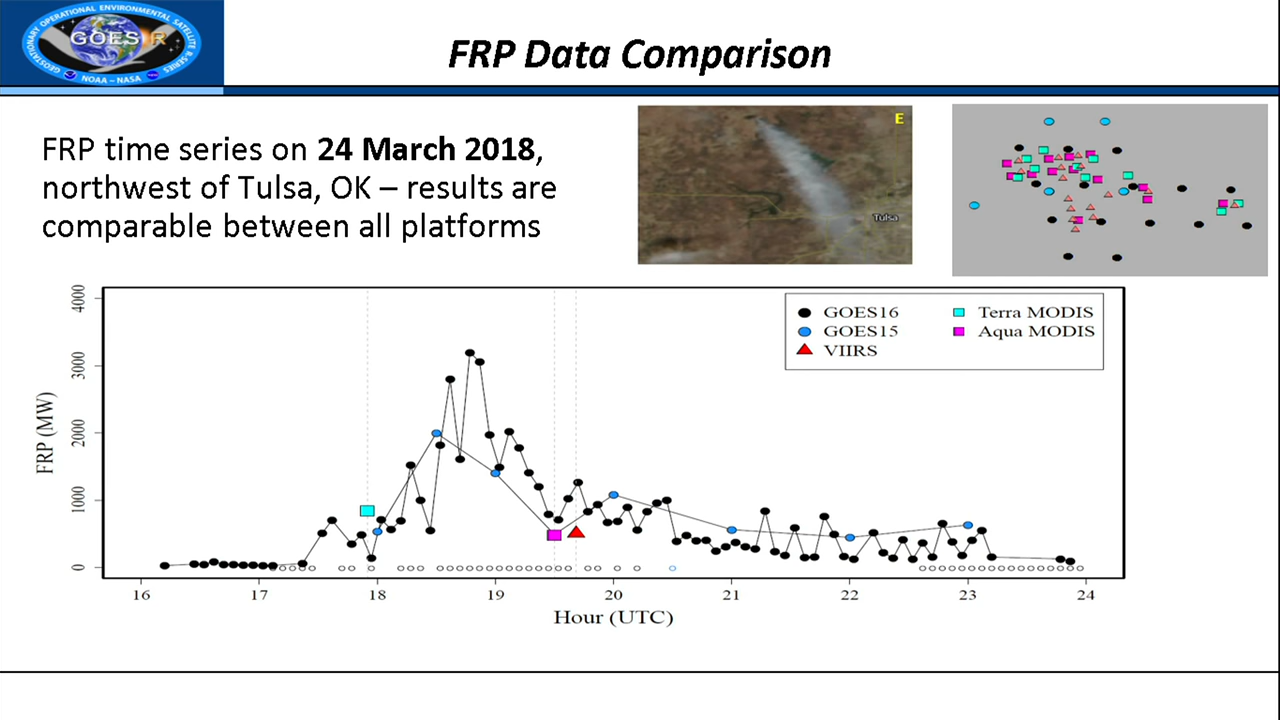 GEOSTATIONARY OPERATIONAL ENVIRONMENTAL SATELLITE R-SERIES
GOES R
NOAA – NASA
FRP Data Comparison
FRP time series on 24 March 2018,
northwest of Tulsa, OK – results are
comparable between all platforms
E
Tulsa
GOES16
GOES15
VIIRS
Terra MODIS
Aqua MODIS
FRP (MW)
4000
3000
2000
1000
0
16 17 18 19 20 21 22 23 24
Hour (UTC)